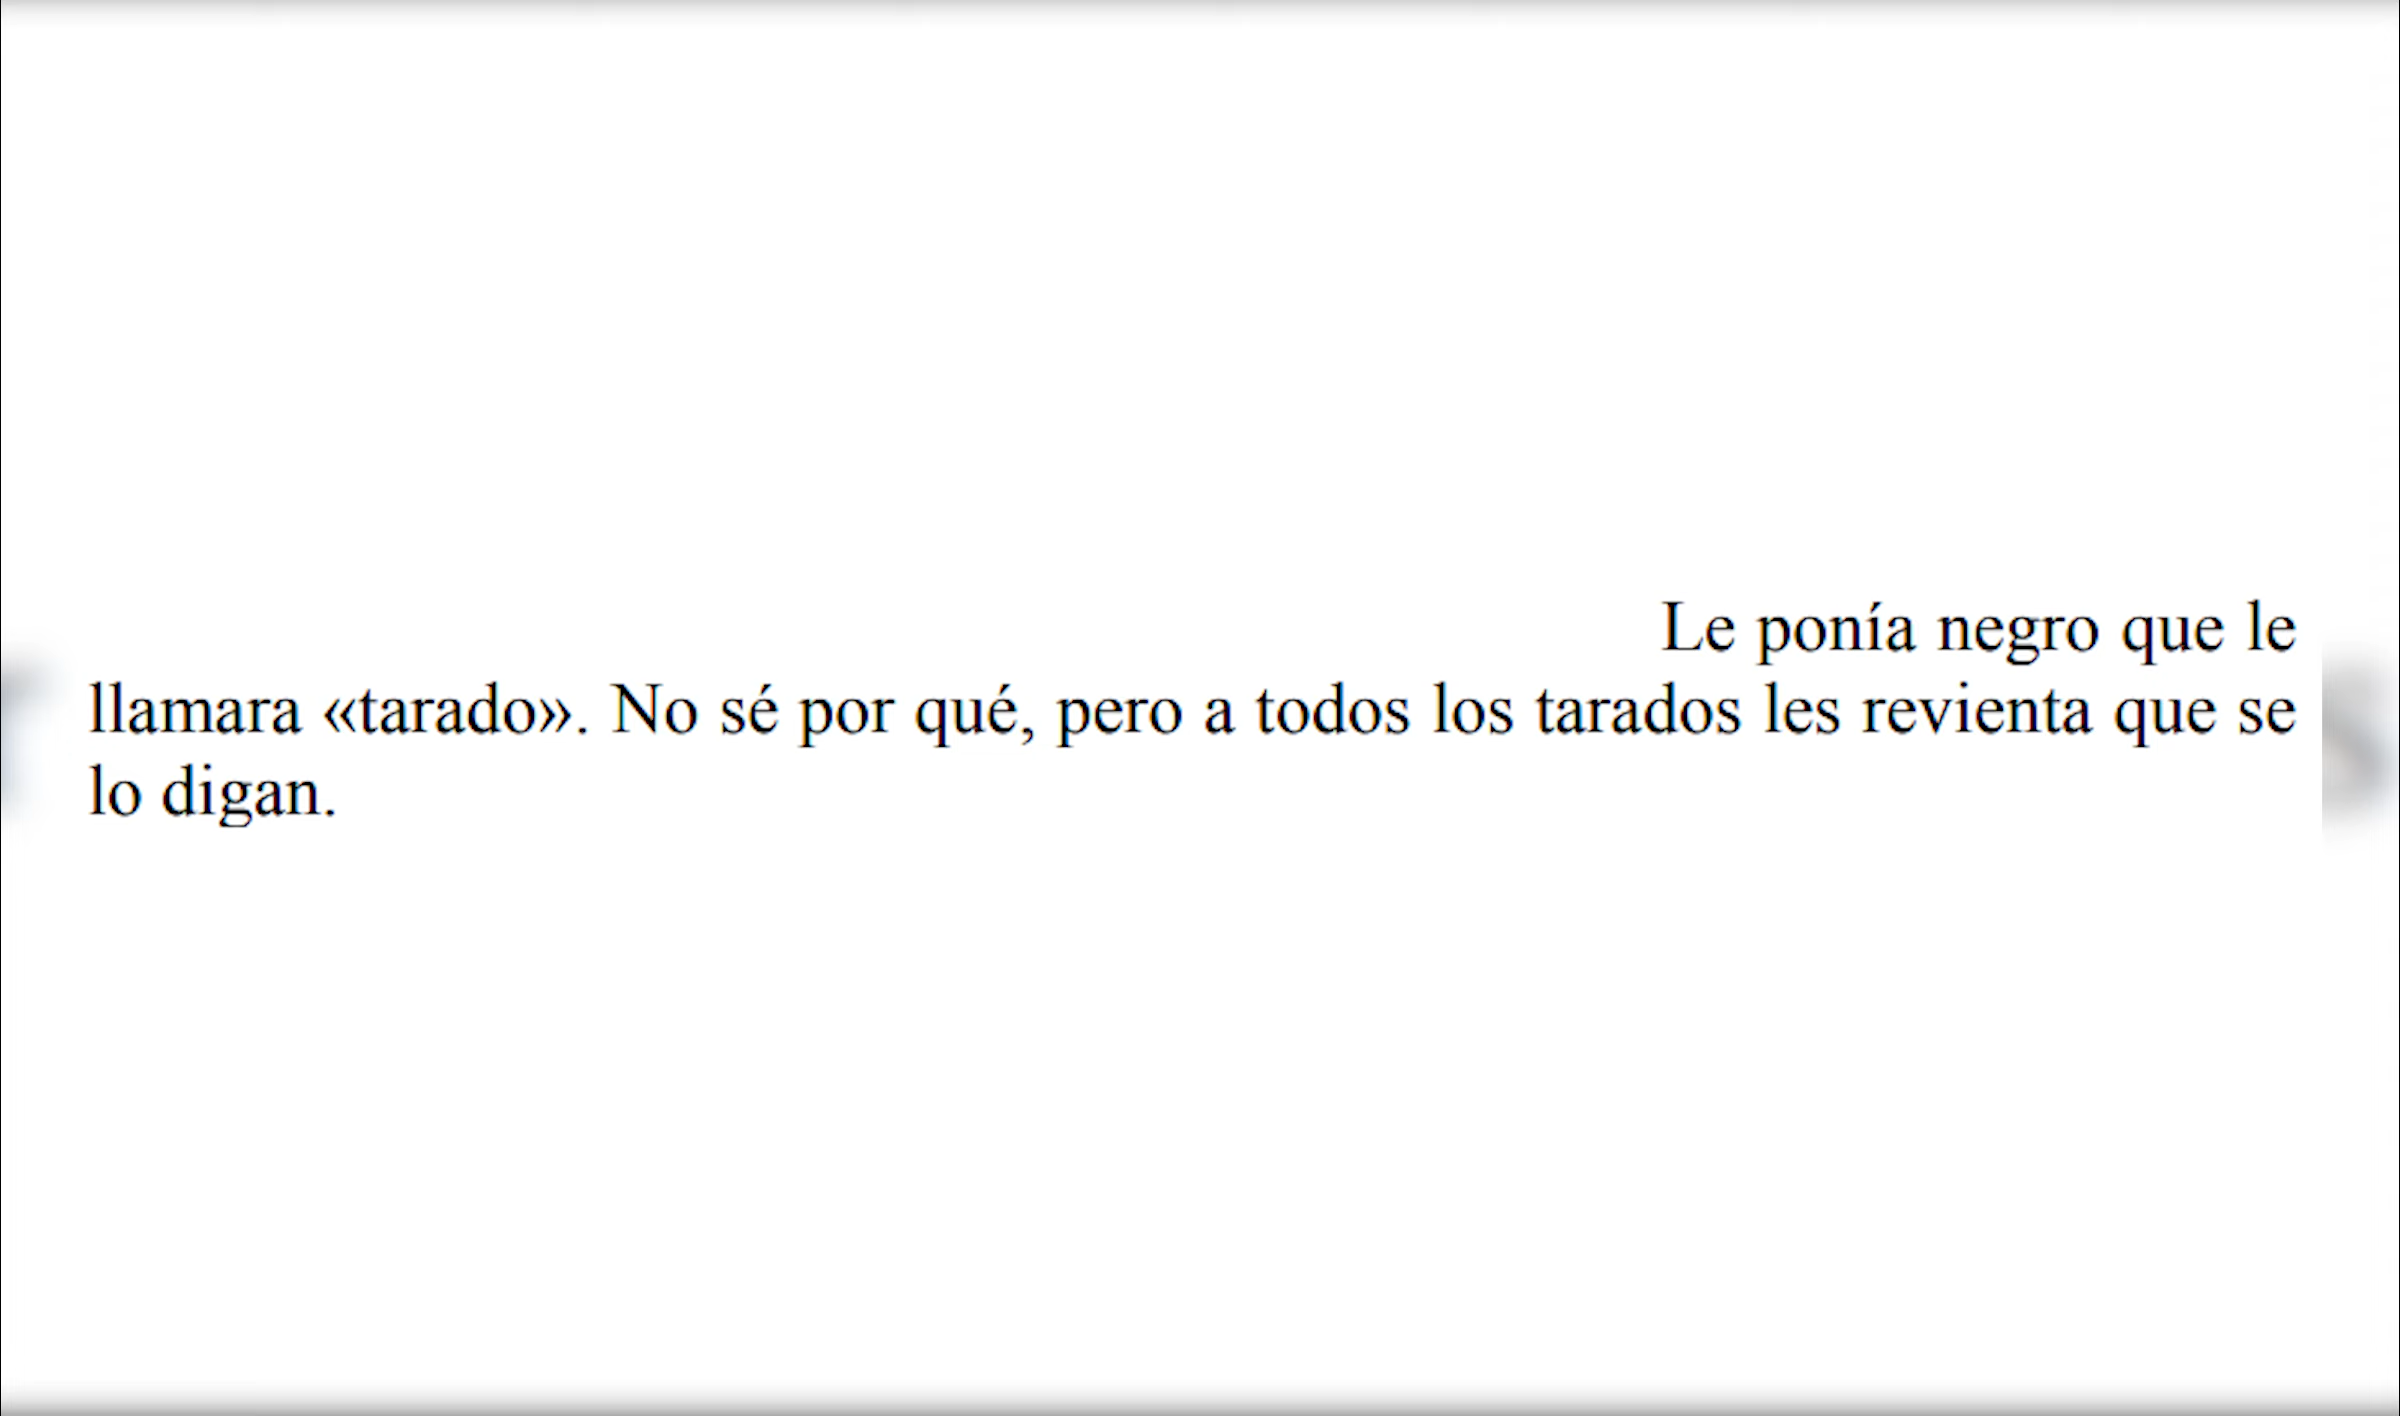 Le ponía negro que le
llamara «tarado». No sé por qué, pero a todos los tarados les revienta que se
lo digan.